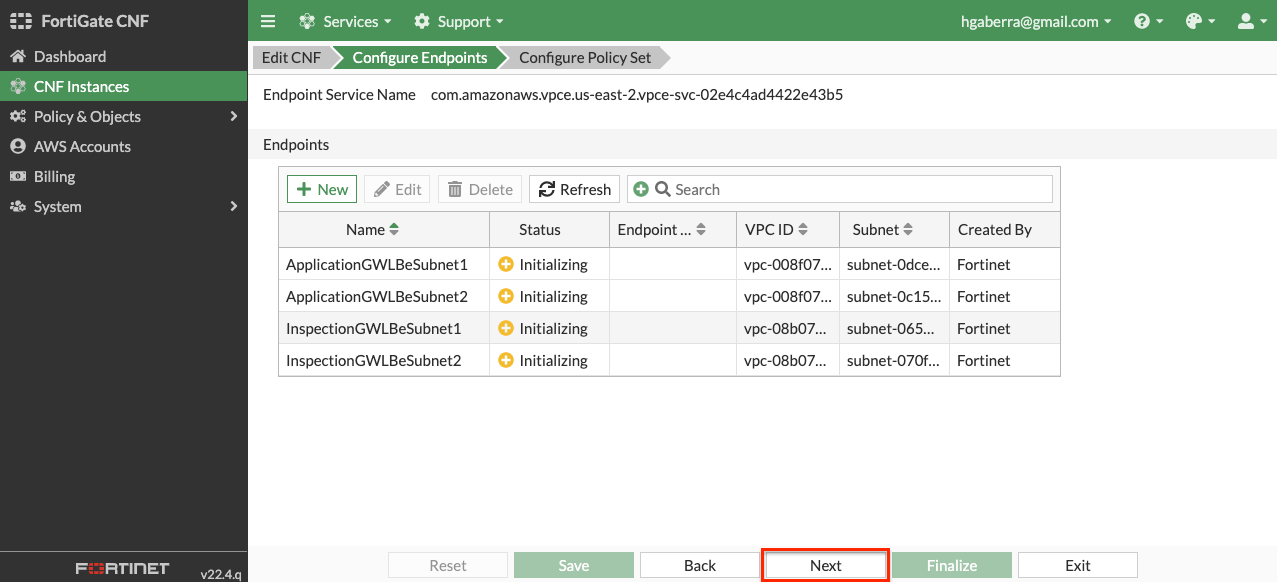 FortiGate CNF
Services
Support
hgaberra@gmail.com
Dashboard
CNF Instances
Policy & Objects
AWS Accounts
Billing
System
Edit CNF
Configure Endpoints
Configure Policy Set
Endpoint Service Name com.amazonaws.vpce.us-east-2.vpce-svc-02e4c4ad4422e43b5
Endpoints
New Edit Delete Refresh Search
Name Status Endpoint ... VPC ID Subnet Created By
ApplicationGWLBeSubnet1 Initializing vpc-008f07... subnet-0dce... Fortinet
ApplicationGWLBeSubnet2 Initializing vpc-008f07... subnet-0c15... Fortinet
InspectionGWLBeSubnet1 Initializing vpc-08b07... subnet-065... Fortinet
InspectionGWLBeSubnet2 Initializing vpc-08b07... subnet-070f... Fortinet
Reset Save Back Next Finalize Exit
FORTINET v22.4.q